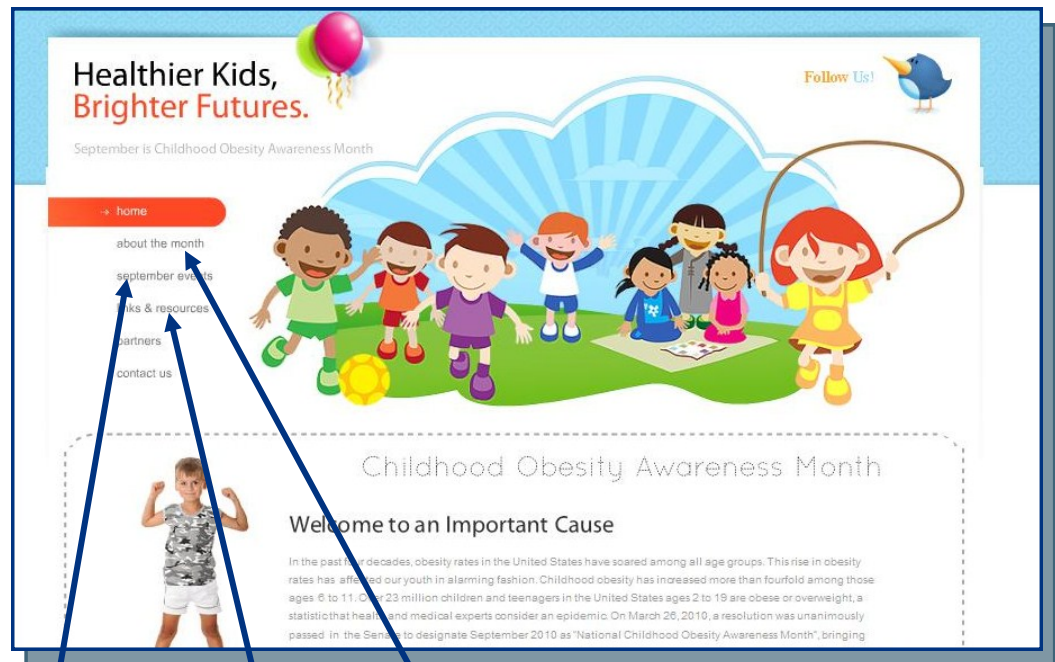 Healthier Kids,
Brighter Futures.
Follow Us!
September is Childhood Obesity Awareness Month
home
about the month
september events
links & resources
partners
contact us
Childhood Obesity Awareness Month
Welcome to an Important Cause
In the past four decades, obesity rates in the United States have soared among all age groups. This rise in obesity
rates has affected our youth in alarming fashion. Childhood obesity has increased more than fourfold among those
ages 6 to 11. Over 23 million children and teenagers in the United States ages 2 to 19 are obese or overweight, a
statistic that health and medical experts consider an epidemic. On March 26, 2010, a resolution was unanimously
passed in the Senate to designate September 2010 as "National Childhood Obesity Awareness Month", bringing